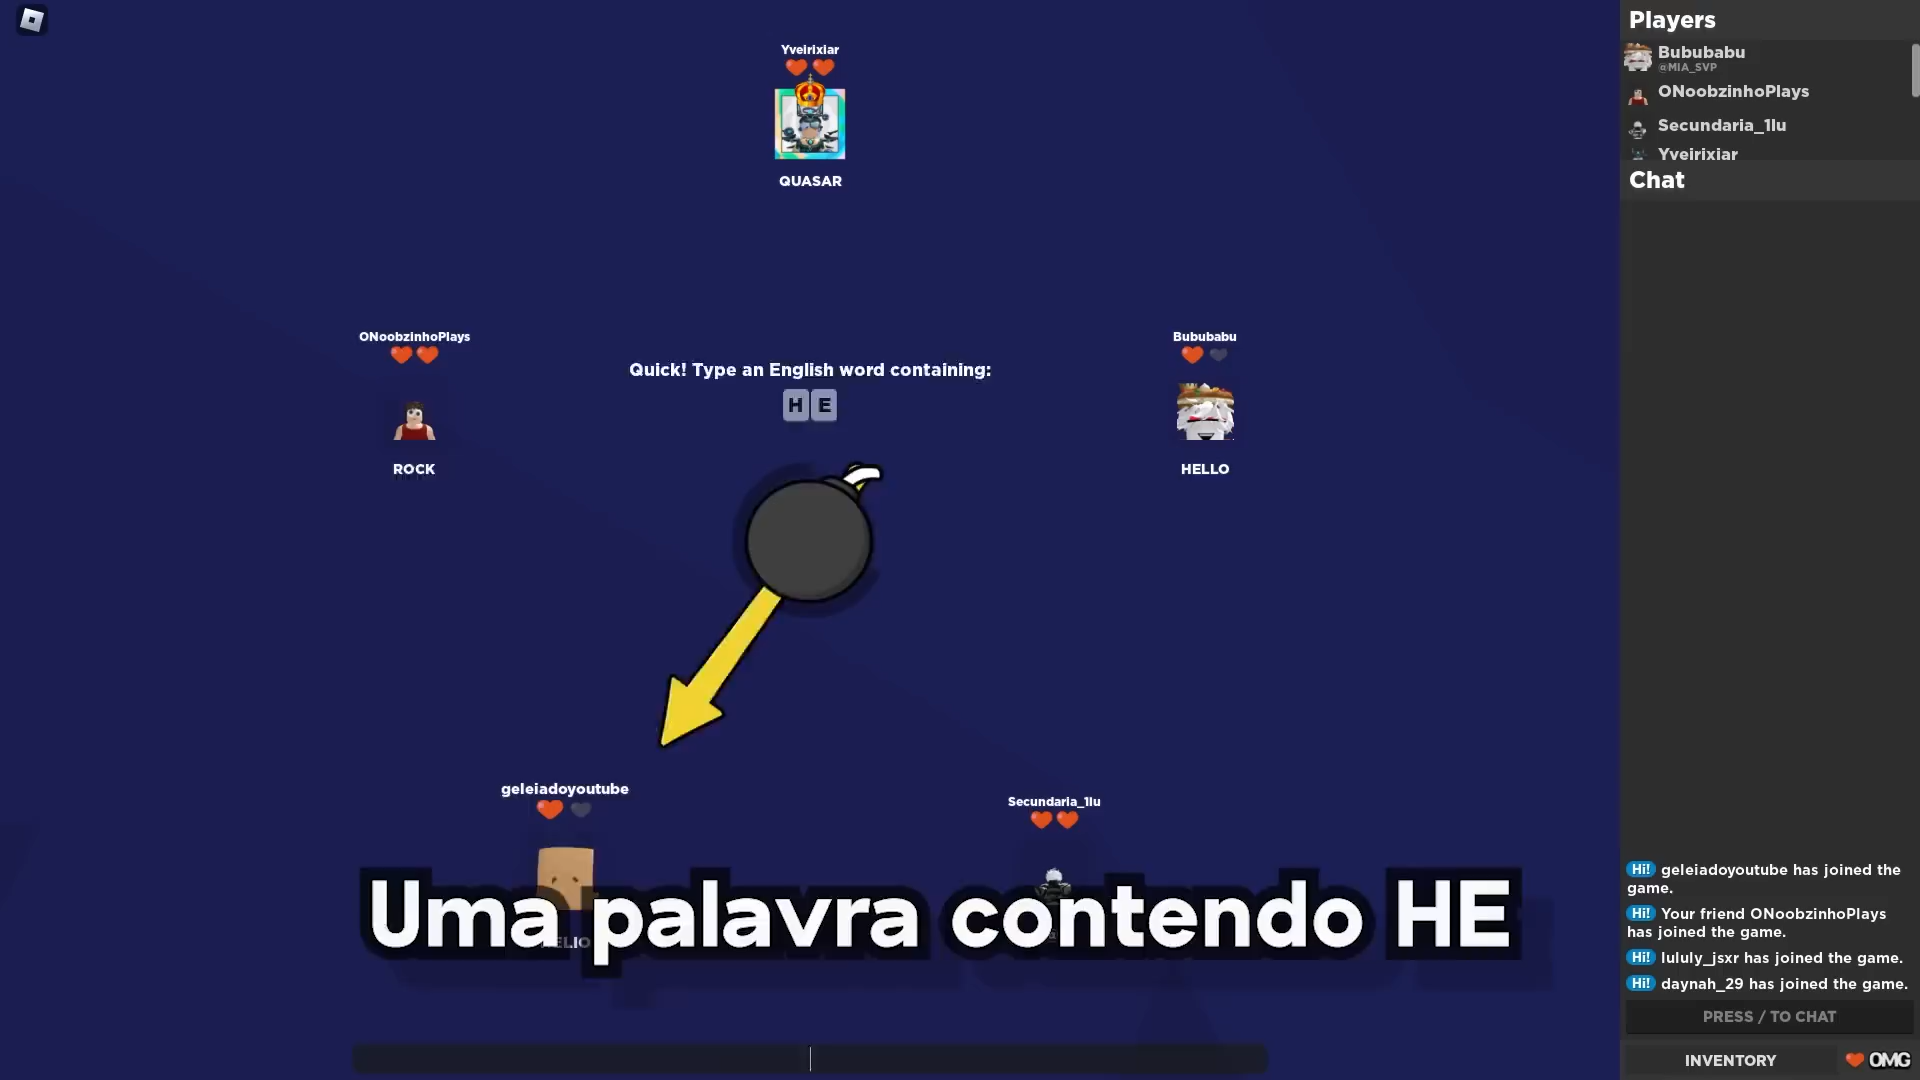 Yveirixiar
QUASAR
ONoobzinhoPlays
ROCK
Quick! Type an English word containing:
H E
Bububabu
HELLO
geleiadoyoutube
Secundaria_1lu
Uma palavra contendo HE
Players
Bububabu
@MIA_SVP
ONoobzinhoPlays
Secundaria_1lu
Yveirixiar
Chat
Hi! geleiadoyoutube has joined the
game.
Hi! Your friend ONoobzinhoPlays
has joined the game.
Hi! lululy_jsxr has joined the game.
Hi! daynah_29 has joined the game.
PRESS / TO CHAT
INVENTORY
OMG